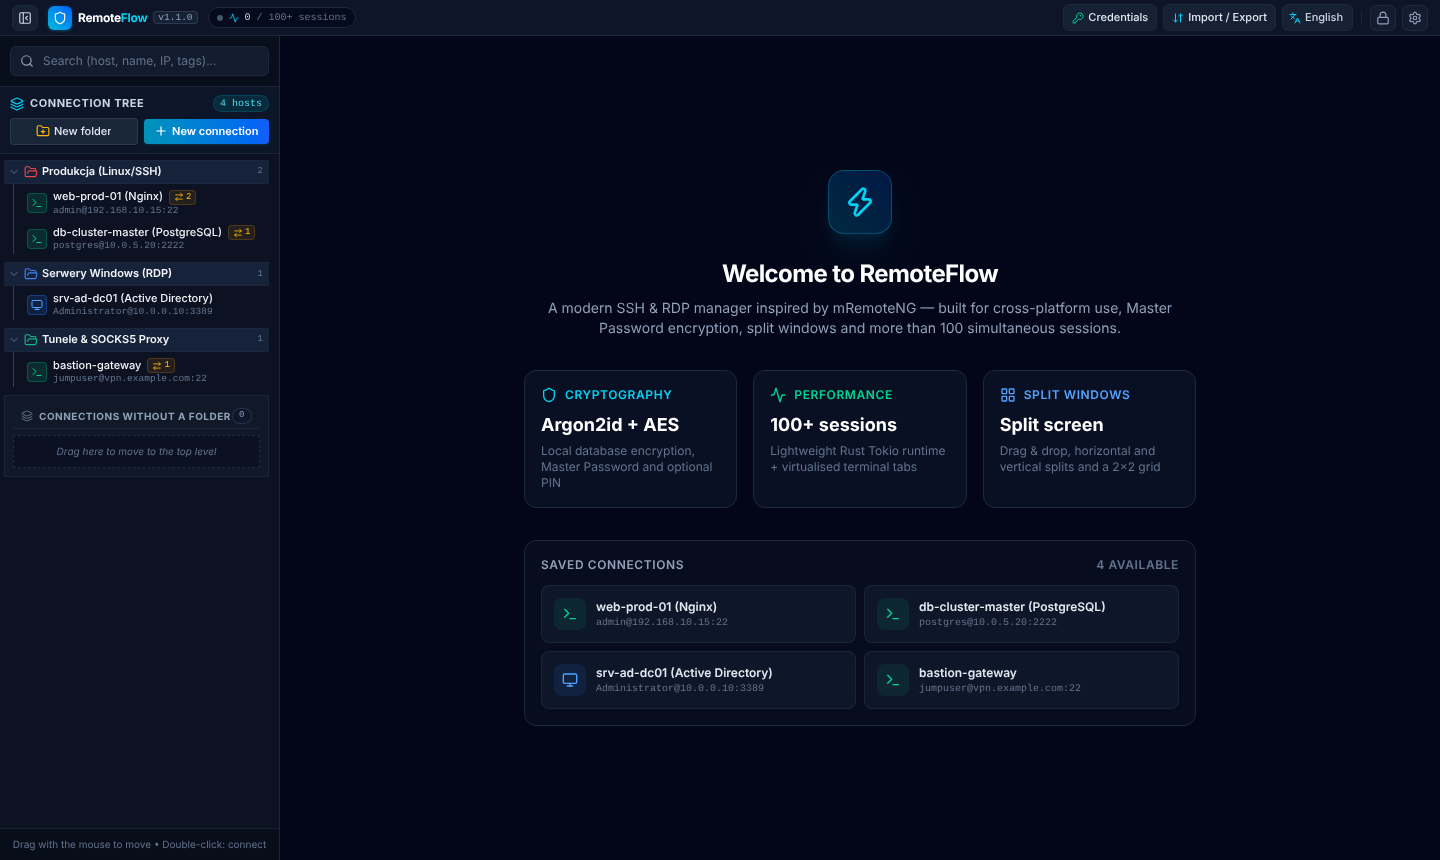 RemoteFlow v1.1.0 0 / 100+ sessions Credentials Import / Export English
Search (host, name, IP, tags)...
CONNECTION TREE 4 hosts
New folder New connection
Produkcja (Linux/SSH) 2
web-prod-01 (Nginx) 2
admin@192.168.10.15:22
db-cluster-master (PostgreSQL) 1
postgres@10.0.5.20:2222
Serwery Windows (RDP) 1
srv-ad-dc01 (Active Directory)
Administrator@10.0.0.10:3389
Tunele & SOCKS5 Proxy 1
bastion-gateway 1
jumpuser@vpn.example.com:22
CONNECTIONS WITHOUT A FOLDER 0
Drag here to move to the top level
Drag with the mouse to move • Double-click: connect
Welcome to RemoteFlow
A modern SSH & RDP manager inspired by mRemoteNG — built for cross-platform use, Master
Password encryption, split windows and more than 100 simultaneous sessions.
CRYPTOGRAPHY
Argon2id + AES
Local database encryption,
Master Password and optional
PIN
PERFORMANCE
100+ sessions
Lightweight Rust Tokio runtime
+ virtualised terminal tabs
SPLIT WINDOWS
Split screen
Drag & drop, horizontal and
vertical splits and a 2×2 grid
SAVED CONNECTIONS 4 AVAILABLE
web-prod-01 (Nginx)
admin@192.168.10.15:22
db-cluster-master (PostgreSQL)
postgres@10.0.5.20:2222
srv-ad-dc01 (Active Directory)
Administrator@10.0.0.10:3389
bastion-gateway
jumpuser@vpn.example.com:22